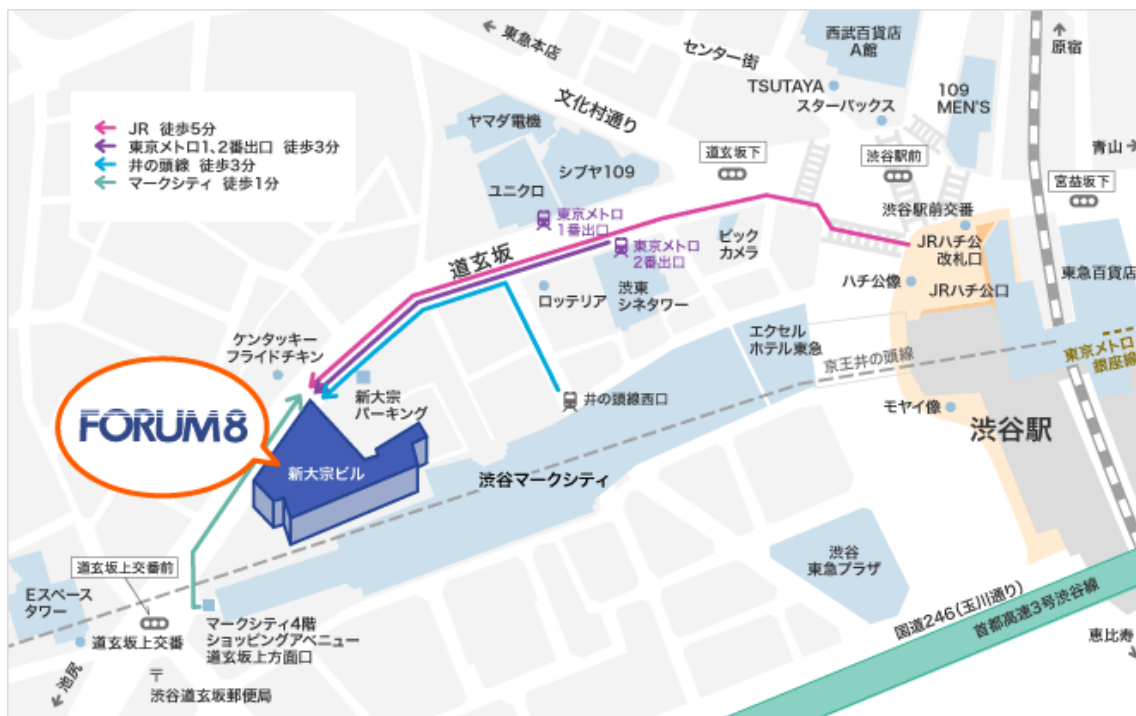 JR 徒歩5分
東京メトロ1、2番出口 徒歩3分
井の頭線 徒歩3分
マークシティ 徒歩1分
東急本店
センター街
西武百貨店
A館
原宿
TSUTAYA
スターバックス
109
MEN'S
文化村通り
ヤマダ電機
シブヤ109
ユニクロ
道玄坂下
渋谷駅前
青山
宮益坂下
渋谷駅前交番
東京メトロ
1番出口
東京メトロ
2番出口
ビック
カメラ
JRハチ公
改札口
東急百貨店
道玄坂
ハチ公像
JRハチ公口
ロッテリア
渋東
シネタワー
エクセル
ホテル東急
京王井の頭線
東京メトロ
銀座線
ケンタッキー
フライドチキン
新大宗
パーキング
井の頭線西口
モヤイ像
渋谷駅
FORUM8
新大宗ビル
渋谷マークシティ
渋谷
東急プラザ
道玄坂上交番前
Eスペース
タワー
道玄坂上交番
マークシティ4階
ショッピングアベニュー
道玄坂上方面口
国道246(玉川通り)
首都高速3号渋谷線
恵比寿
池尻
〒
渋谷道玄坂郵便局